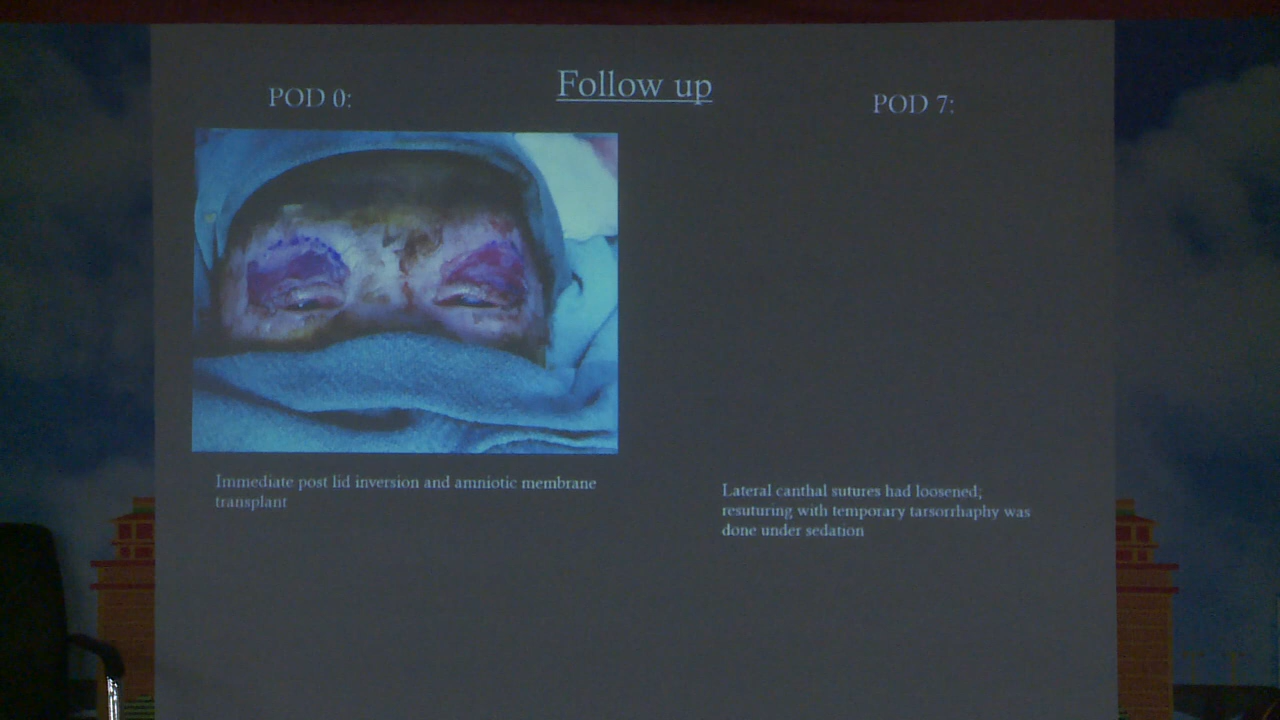 Follow up
POD 0:
POD 7:
Immediate post lid inversion and amniotic membrane
transplant
Lateral canthal sutures had loosened;
resuturing with temporary tarsorrhaphy was
done under sedation